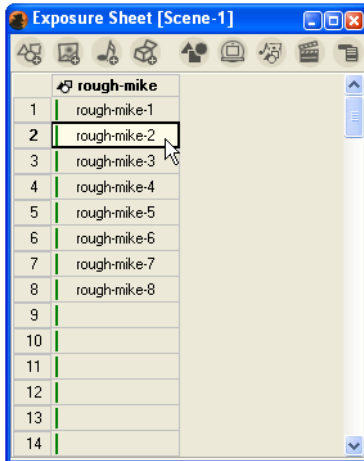 Exposure Sheet [Scene-1]
rough-mike
1 rough-mike-1
2 rough-mike-2
3 rough-mike-3
4 rough-mike-4
5 rough-mike-5
6 rough-mike-6
7 rough-mike-7
8 rough-mike-8
9
10
11
12
13
14